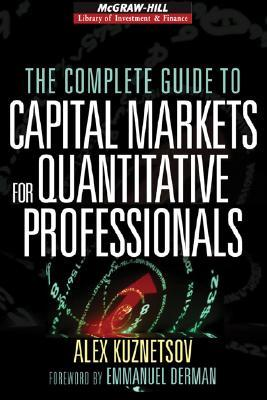 McGRAW-HILL
Library of Investment & Finance
THE COMPLETE GUIDE TO
CAPITAL MARKETS
FOR QUANTITATIVE
PROFESSIONALS
ALEX KUZNETSOV
FOREWORD BY EMMANUEL DERMAN